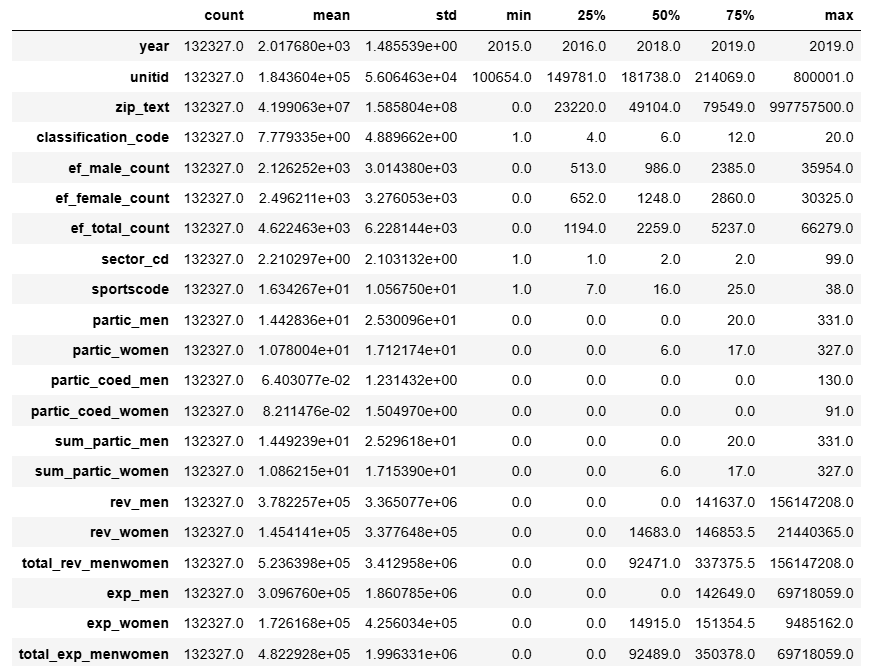 count mean std min 25% 50% 75% max
year 132327.0 2.017680e+03 1.485539e+00 2015.0 2016.0 2018.0 2019.0 2019.0
unitid 132327.0 1.843604e+05 5.606463e+04 100654.0 149781.0 181738.0 214069.0 800001.0
zip_text 132327.0 4.199063e+07 1.585804e+08 0.0 23220.0 49104.0 79549.0 997757500.0
classification_code 132327.0 7.779335e+00 4.889662e+00 1.0 4.0 6.0 12.0 20.0
ef_male_count 132327.0 2.126252e+03 3.014380e+03 0.0 513.0 986.0 2385.0 35954.0
ef_female_count 132327.0 2.496211e+03 3.276053e+03 0.0 652.0 1248.0 2860.0 30325.0
ef_total_count 132327.0 4.622463e+03 6.228144e+03 0.0 1194.0 2259.0 5237.0 66279.0
sector_cd 132327.0 2.210297e+00 2.103132e+00 1.0 1.0 2.0 2.0 99.0
sportscode 132327.0 1.634267e+01 1.056750e+01 1.0 7.0 16.0 25.0 38.0
partic_men 132327.0 1.442836e+01 2.530096e+01 0.0 0.0 0.0 20.0 331.0
partic_women 132327.0 1.078004e+01 1.712174e+01 0.0 0.0 6.0 17.0 327.0
partic_coed_men 132327.0 6.403077e-02 1.231432e+00 0.0 0.0 0.0 0.0 130.0
partic_coed_women 132327.0 8.211476e-02 1.504970e+00 0.0 0.0 0.0 0.0 91.0
sum_partic_men 132327.0 1.449239e+01 2.529618e+01 0.0 0.0 0.0 20.0 331.0
sum_partic_women 132327.0 1.086215e+01 1.715390e+01 0.0 0.0 6.0 17.0 327.0
rev_men 132327.0 3.782257e+05 3.365077e+06 0.0 0.0 0.0 141637.0 156147208.0
rev_women 132327.0 1.454141e+05 3.377648e+05 0.0 0.0 14683.0 146853.5 21440365.0
total_rev_menwomen 132327.0 5.236398e+05 3.412958e+06 0.0 0.0 92471.0 337375.5 156147208.0
exp_men 132327.0 3.096760e+05 1.860785e+06 0.0 0.0 0.0 142649.0 69718059.0
exp_women 132327.0 1.726168e+05 4.256034e+05 0.0 0.0 14915.0 151354.5 9485162.0
total_exp_menwomen 132327.0 4.822928e+05 1.996331e+06 0.0 0.0 92489.0 350378.0 69718059.0